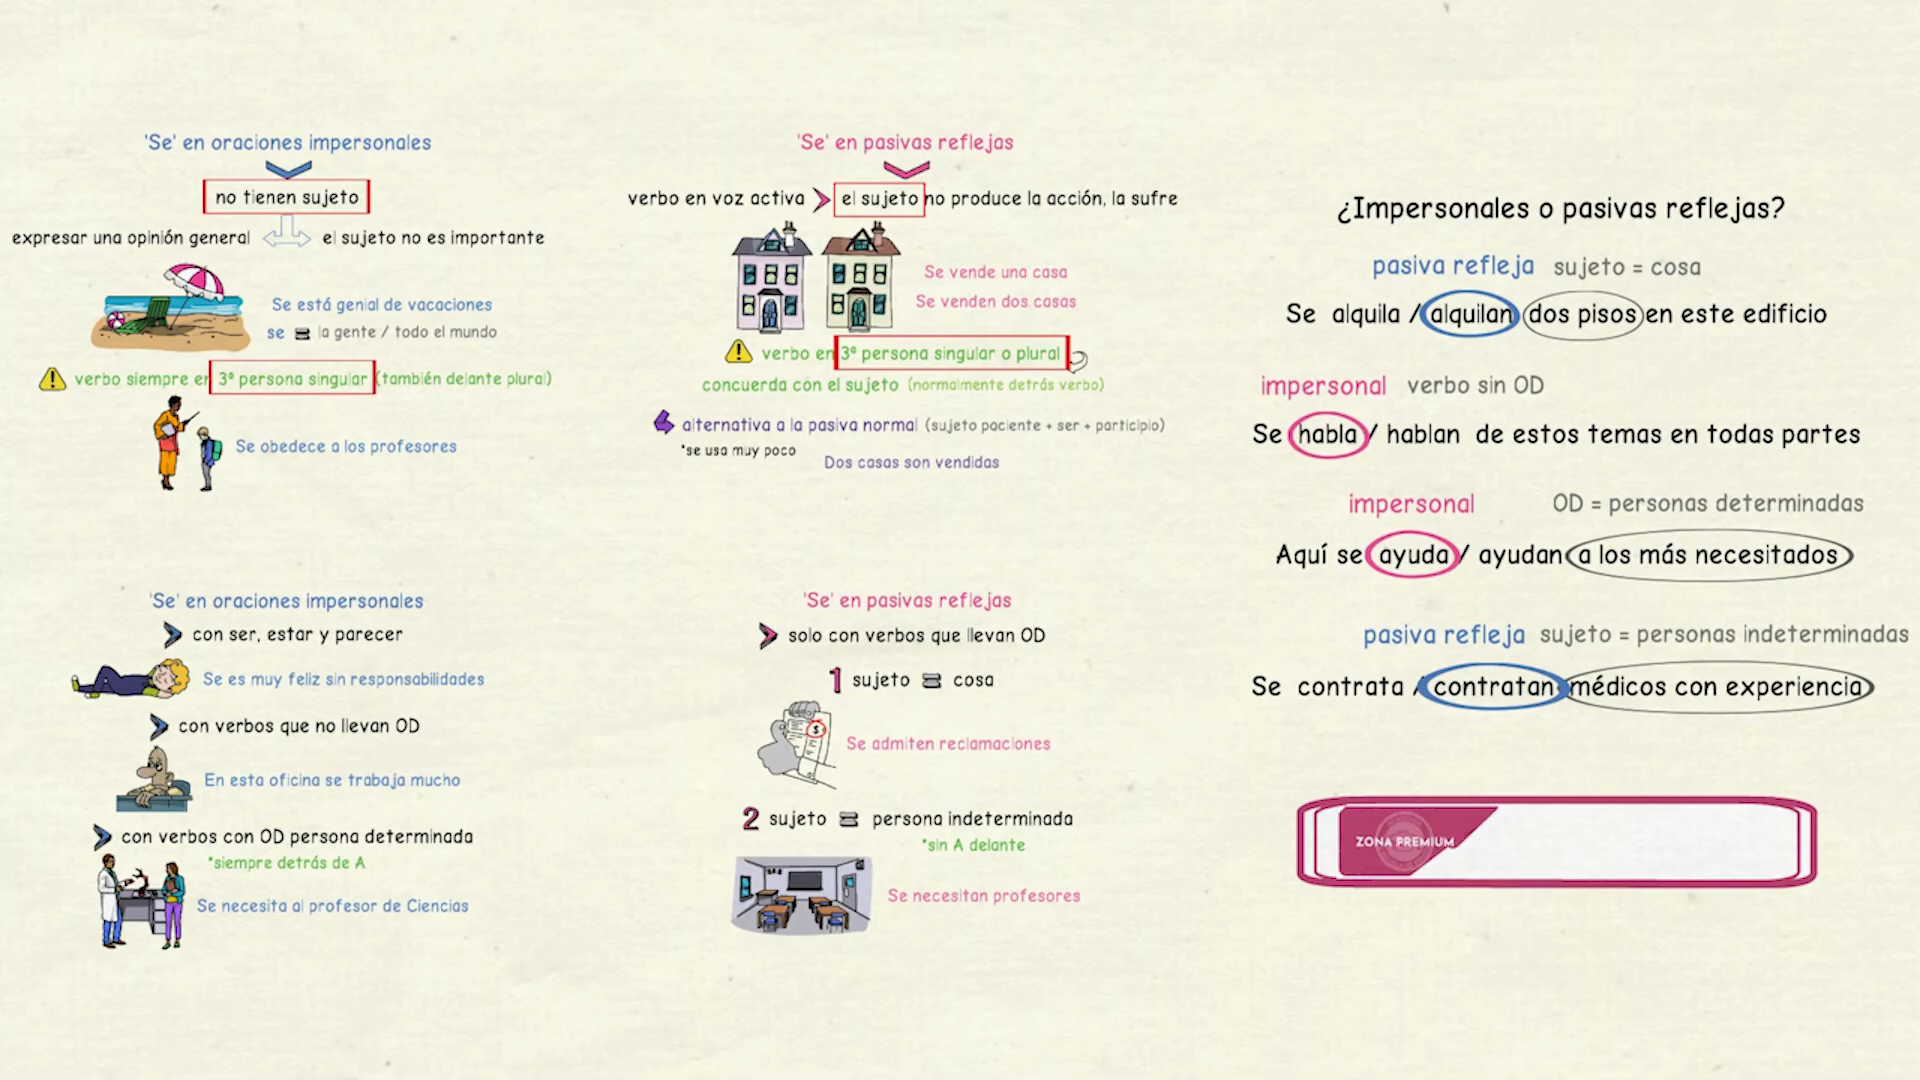 'Se' en oraciones impersonales
no tienen sujeto
expresar una opinión general el sujeto no es importante
Se está genial de vacaciones
se = la gente / todo el mundo
verbo siempre en 3ª persona singular (también delante plural)
Se obedece a los profesores
'Se' en pasivas reflejas
verbo en voz activa > el sujeto no produce la acción, la sufre
Se vende una casa
Se venden dos casas
verbo en 3ª persona singular o plural
concuerda con el sujeto (normalmente detrás verbo)
alternativa a la pasiva normal (sujeto paciente + ser + participio)
*se usa muy poco
Dos casas son vendidas
'Se' en oraciones impersonales
> con ser, estar y parecer
Se es muy feliz sin responsabilidades
> con verbos que no llevan OD
En esta oficina se trabaja mucho
> con verbos con OD persona determinada
*siempre detrás de A
Se necesita al profesor de Ciencias
'Se' en pasivas reflejas
> solo con verbos que llevan OD
1 sujeto = cosa
Se admiten reclamaciones
2 sujeto = persona indeterminada
*sin A delante
Se necesitan profesores
¿Impersonales o pasivas reflejas?
pasiva refleja sujeto = cosa
Se alquila / alquilan dos pisos en este edificio
impersonal verbo sin OD
Se habla / hablan de estos temas en todas partes
impersonal OD = personas determinadas
Aquí se ayuda / ayudan a los más necesitados
pasiva refleja sujeto = personas indeterminadas
Se contrata / contratan médicos con experiencia
ZONA PREMIUM